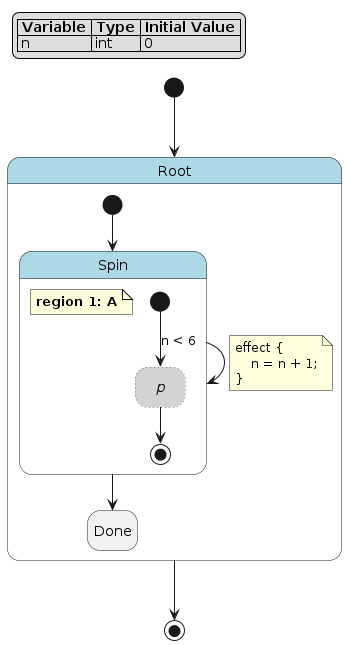 Variable Type Initial Value
n int 0
Root
Spin
region 1: A
n < 6
effect {
    n = n + 1;
}
p
Done